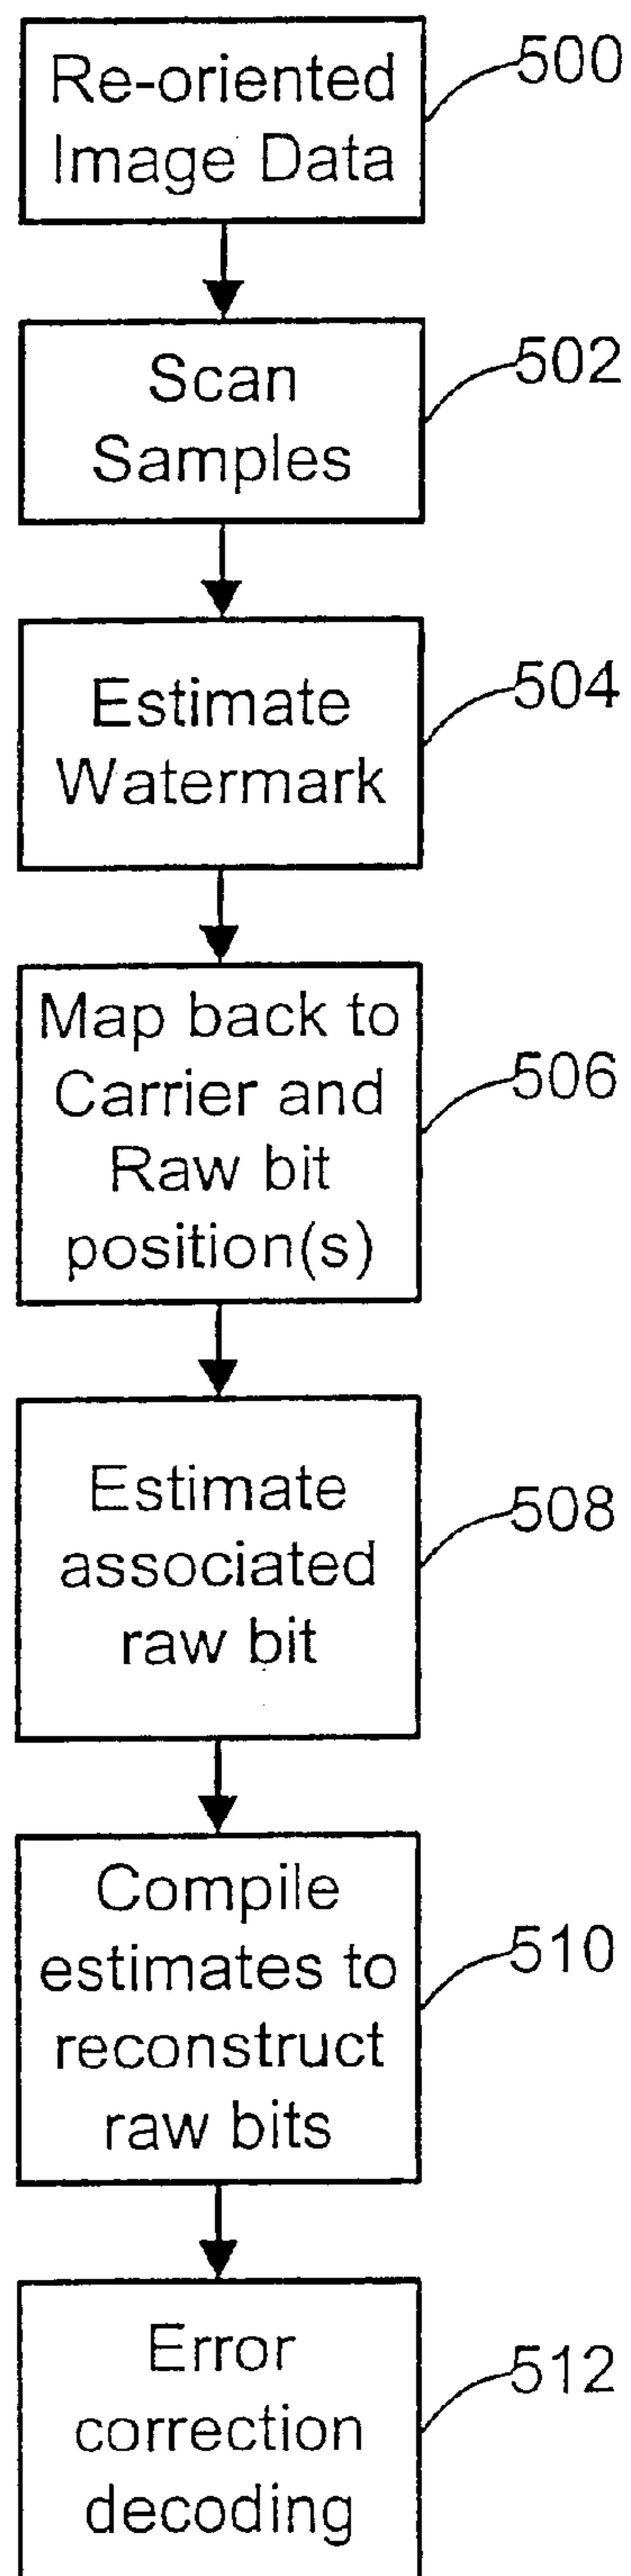 Re-oriented
Image Data
500
Scan
Samples
502
Estimate
Watermark
504
Map back to
Carrier and
Raw bit
position(s)
506
Estimate
associated
raw bit
508
Compile
estimates to
reconstruct
raw bits
510
Error
correction
decoding
512